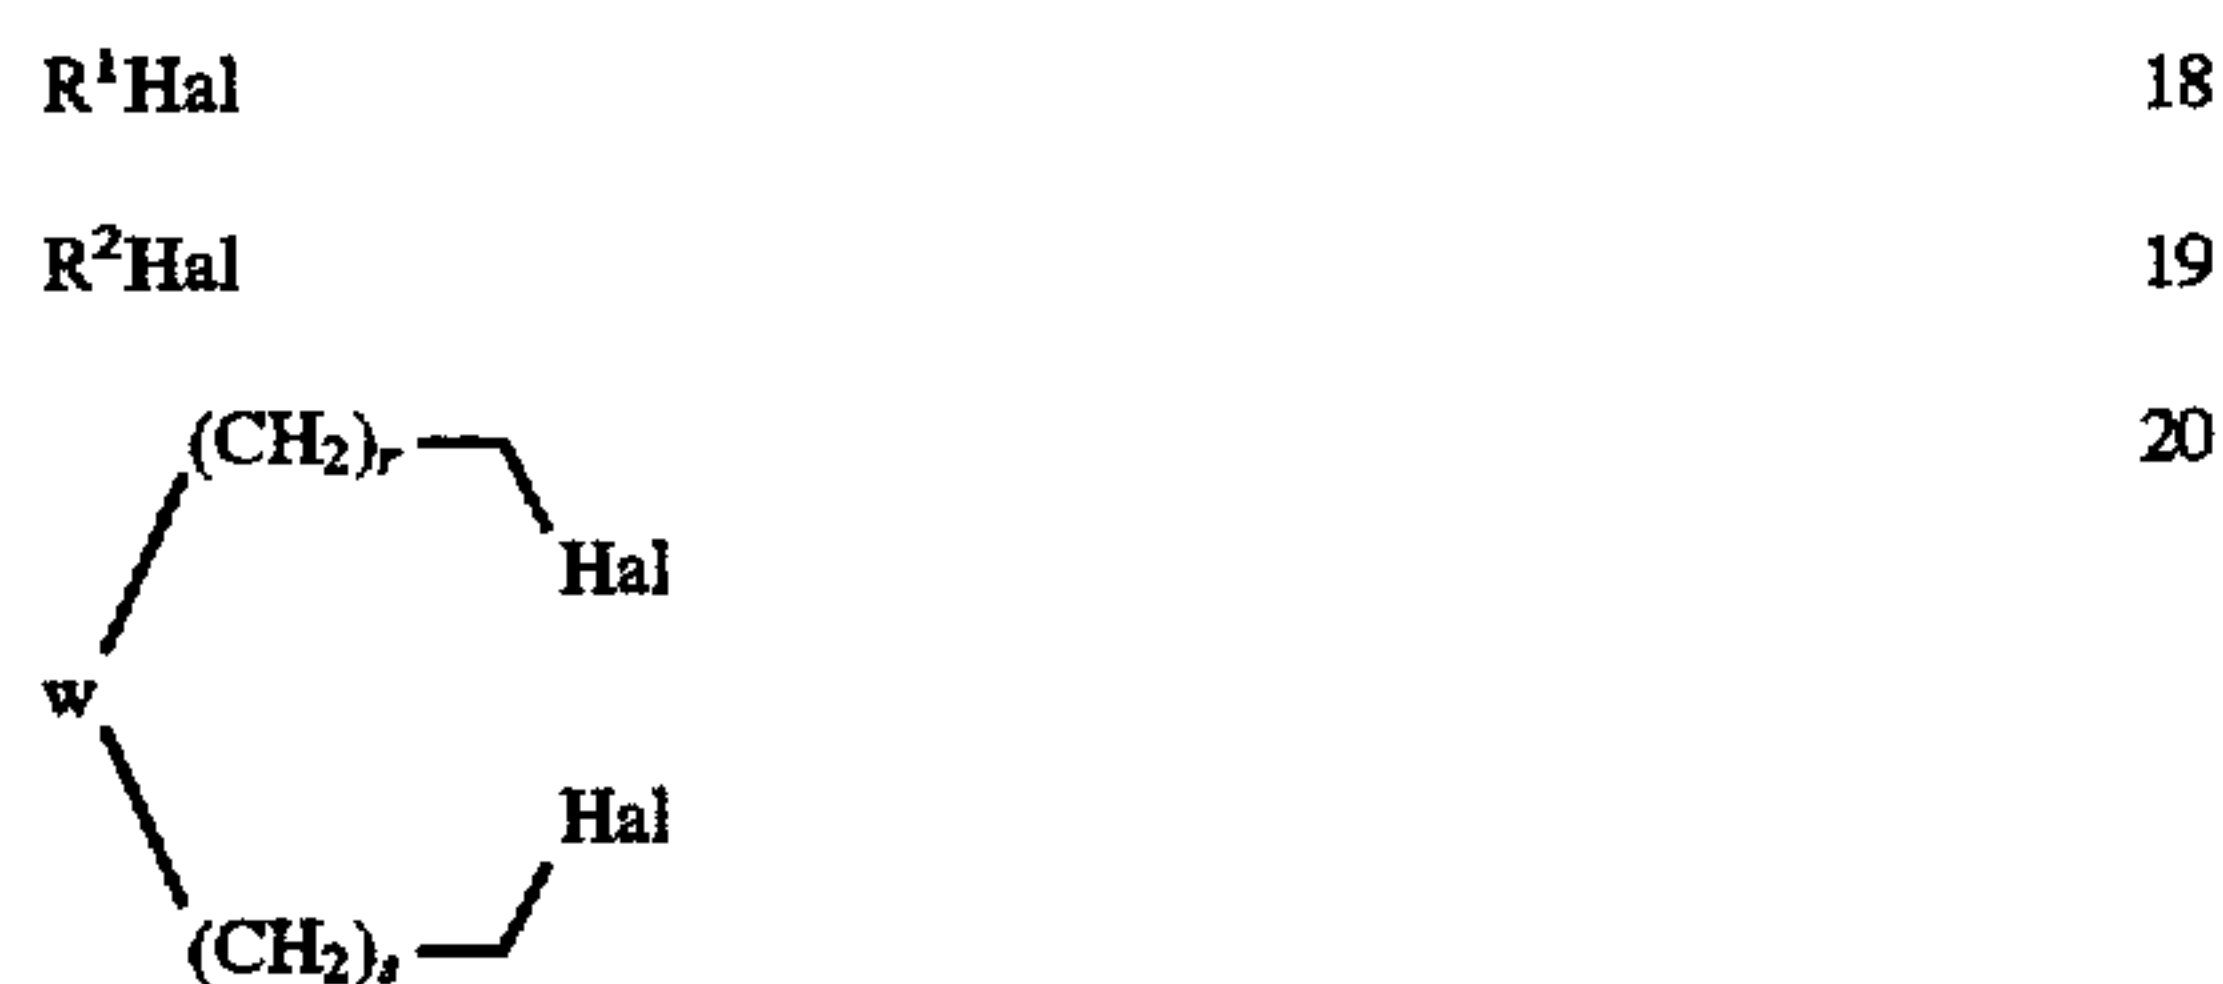 R¹Hal 18
R²Hal 19
(CH₂)ᵣ 20
Hal
w
Hal
(CH₂)ₛ